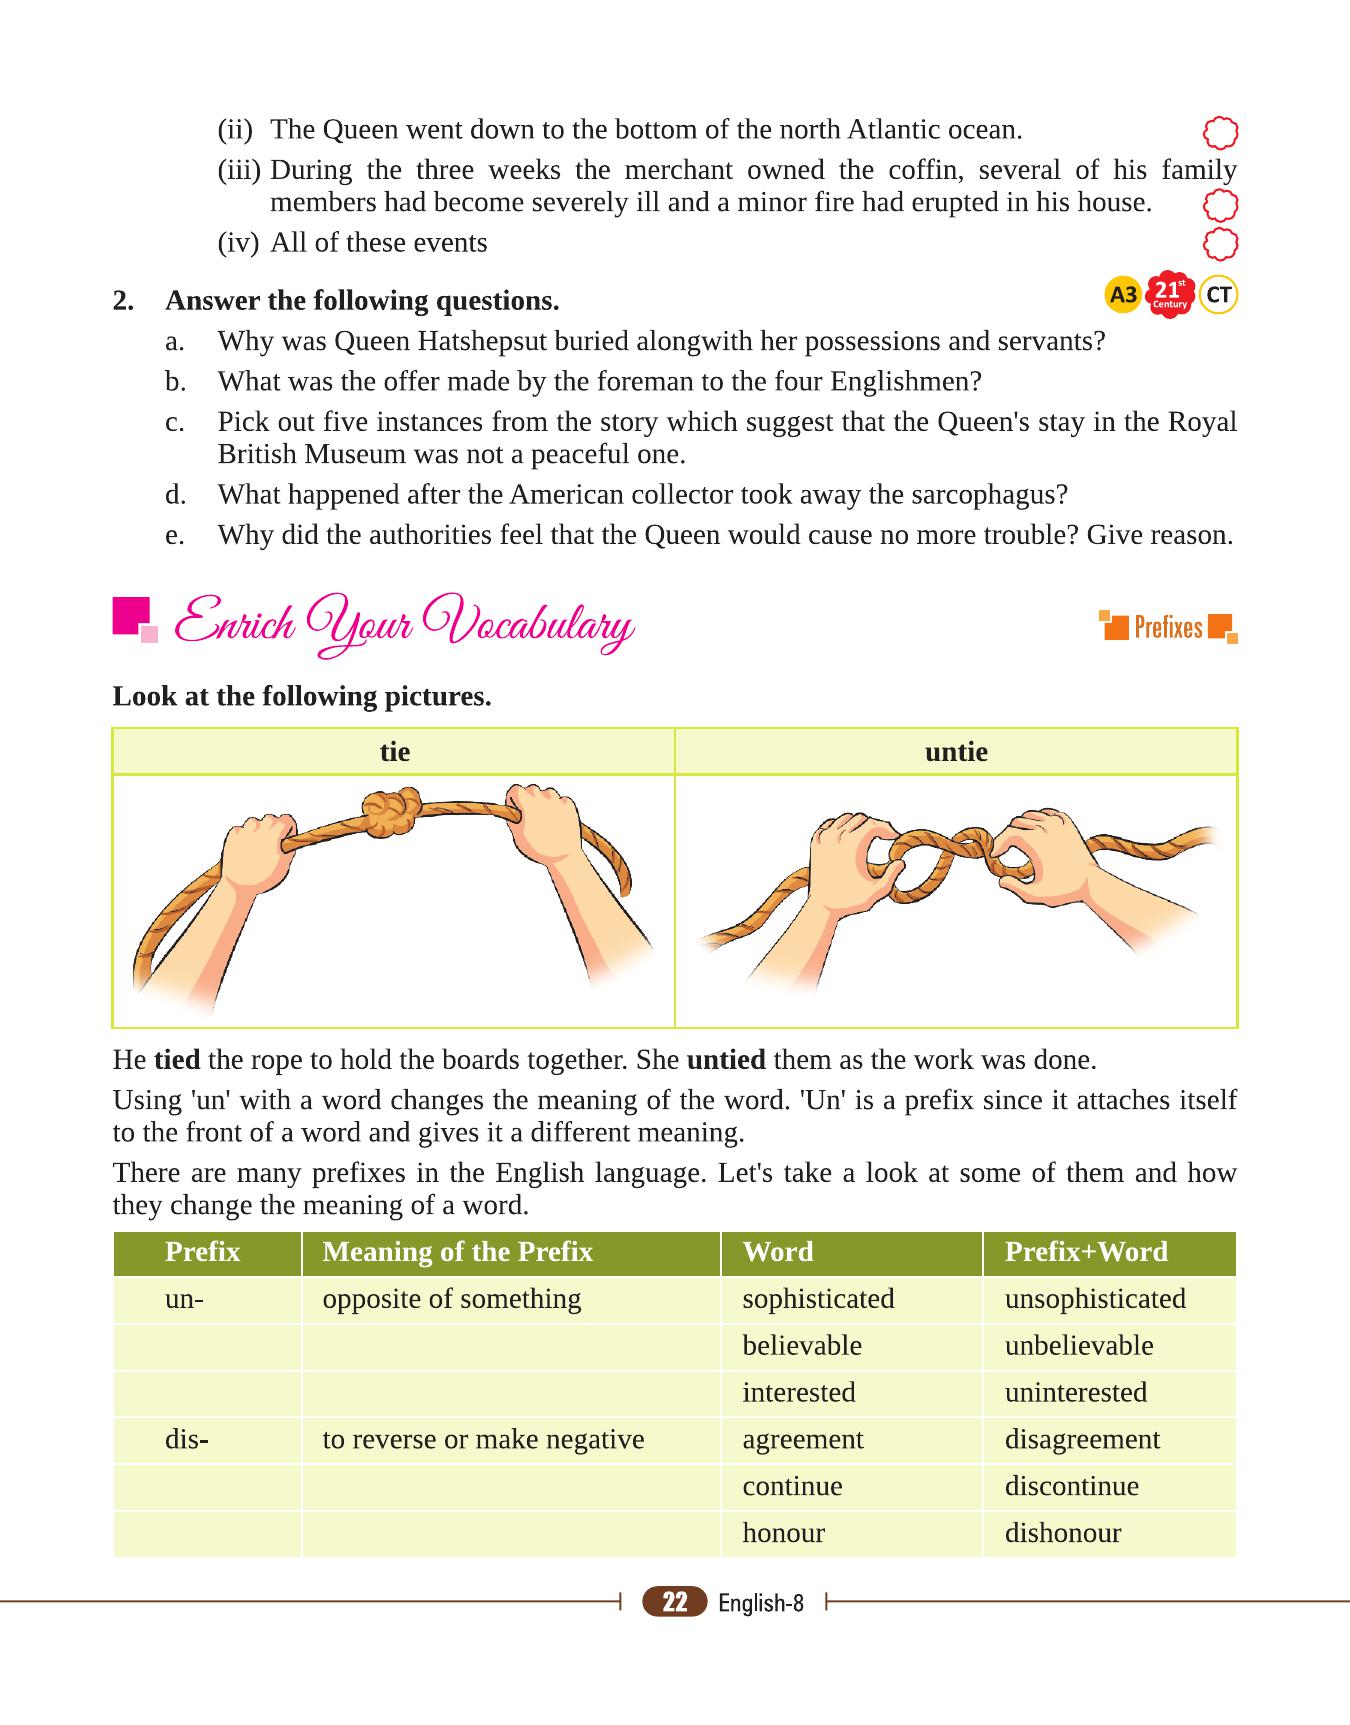 (ii) The Queen went down to the bottom of the north Atlantic ocean.
(iii) During the three weeks the merchant owned the coffin, several of his family
members had become severely ill and a minor fire had erupted in his house.
(iv) All of these events
2. Answer the following questions.
A3 21st Century CT
a. Why was Queen Hatshepsut buried alongwith her possessions and servants?
b. What was the offer made by the foreman to the four Englishmen?
c. Pick out five instances from the story which suggest that the Queen's stay in the Royal
British Museum was not a peaceful one.
d. What happened after the American collector took away the sarcophagus?
e. Why did the authorities feel that the Queen would cause no more trouble? Give reason.
Enrich Your Vocabulary
Prefixes
Look at the following pictures.
tie untie
He tied the rope to hold the boards together. She untied them as the work was done.
Using 'un' with a word changes the meaning of the word. 'Un' is a prefix since it attaches itself
to the front of a word and gives it a different meaning.
There are many prefixes in the English language. Let's take a look at some of them and how
they change the meaning of a word.
Prefix Meaning of the Prefix Word Prefix+Word
un- opposite of something sophisticated unsophisticated
believable unbelievable
interested uninterested
dis- to reverse or make negative agreement disagreement
continue discontinue
honour dishonour
22 English-8